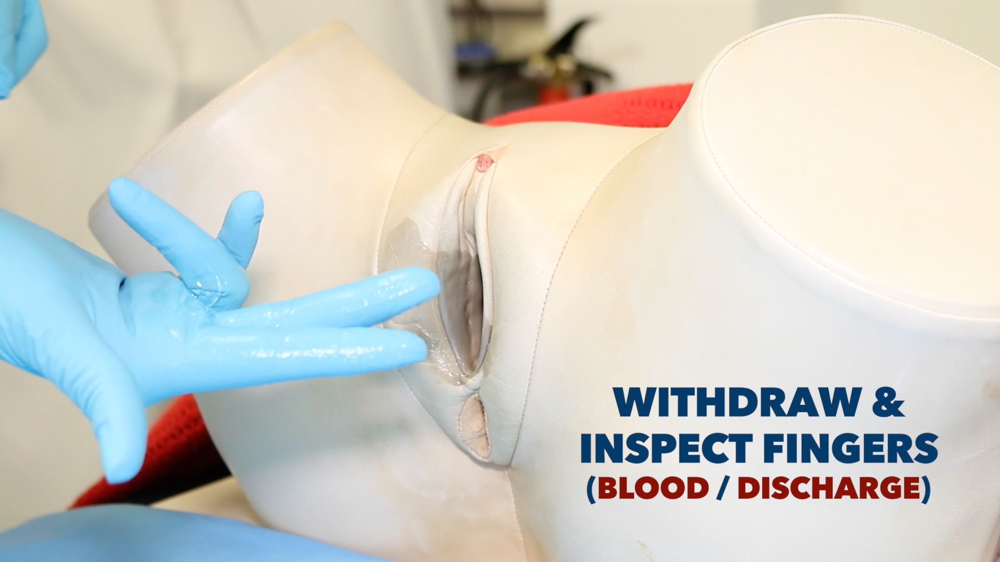 WITHDRAW &
INSPECT FINGERS
(BLOOD / DISCHARGE)